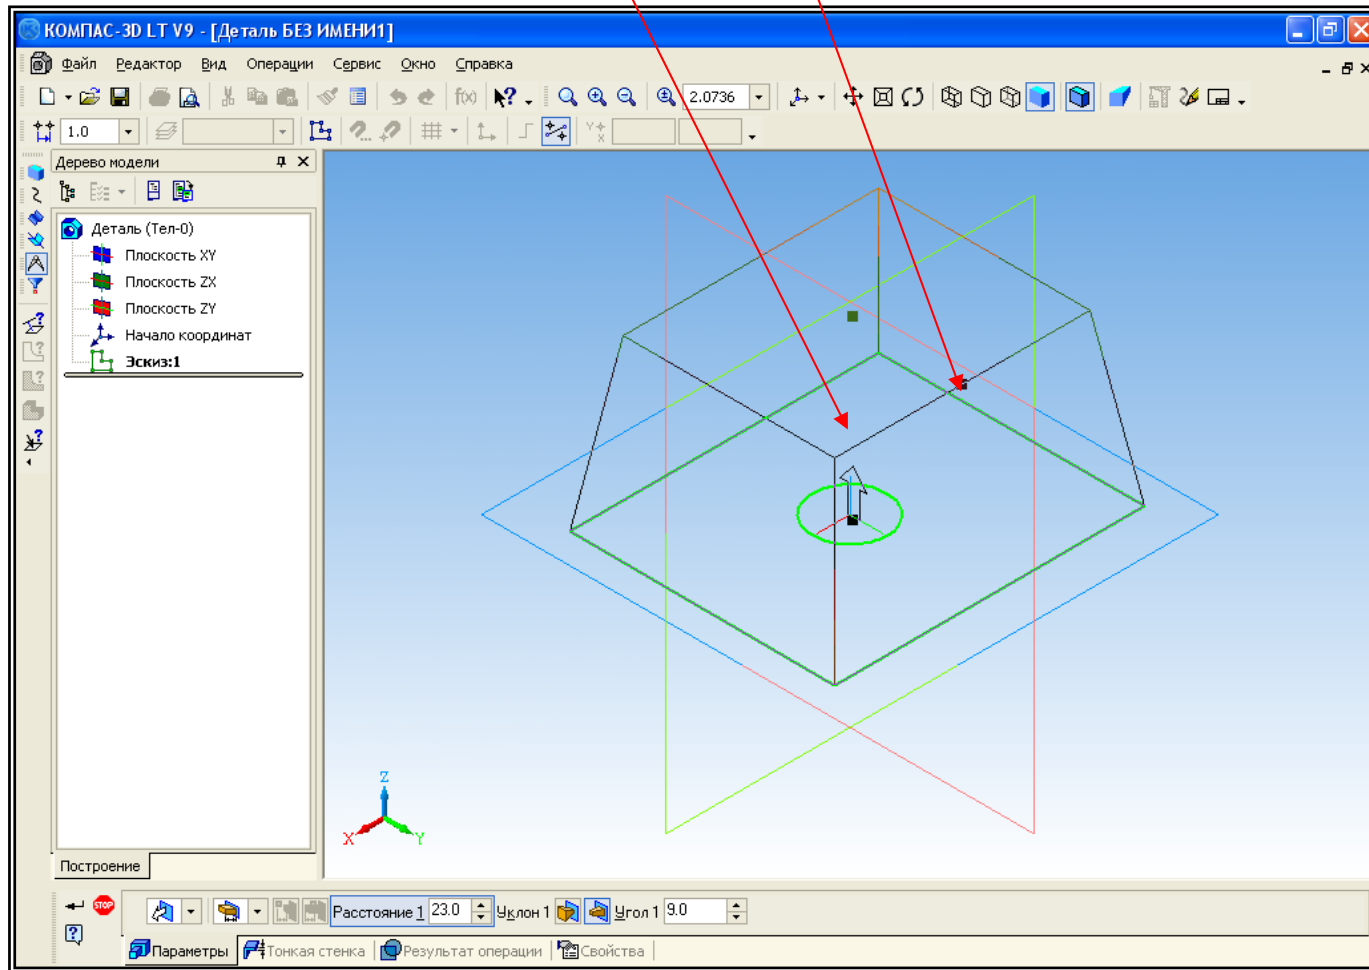 КОМПАС-3D LT V9 - [Деталь БЕЗ ИМЕНИ1]
Файл Редактор Вид Операции Сервис Окно Справка
f(x) 2.0736
1.0
Дерево модели
Деталь (Тел-0)
Плоскость XY
Плоскость ZX
Плоскость ZY
Начало координат
Эскиз:1
Z
X Y
Построение
STOP Расстояние 1 23.0 Уклон 1 Угол 1 9.0
Параметры Тонкая стенка Результат операции Свойства